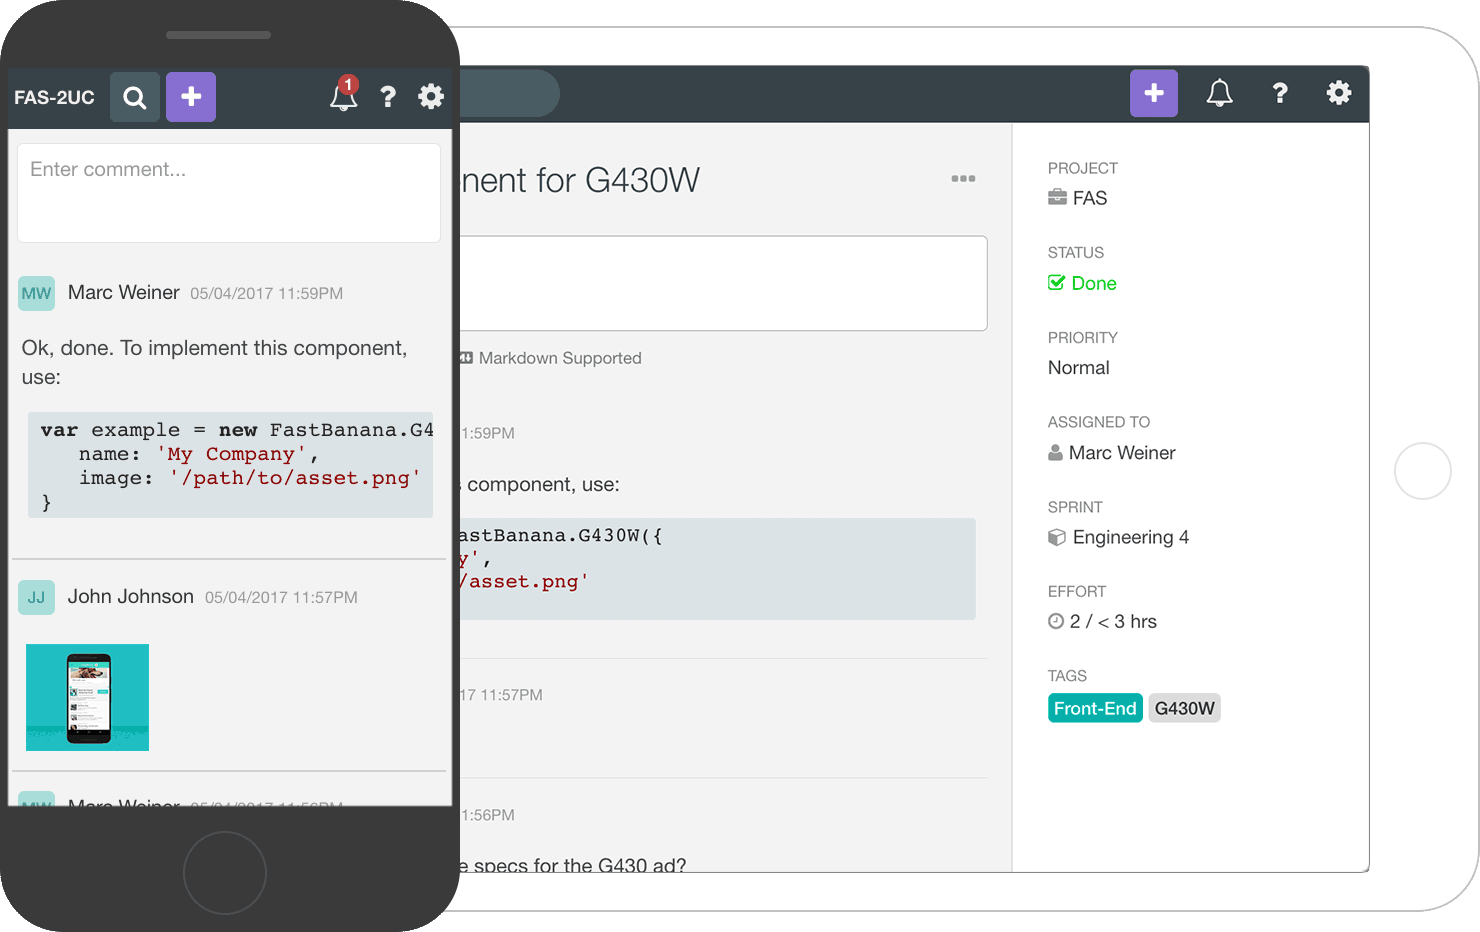 FAS-2UC
1
?
Enter comment...
MW Marc Weiner 05/04/2017 11:59PM
Ok, done. To implement this component,
use:
var example = new FastBanana.G4
name: 'My Company',
image: '/path/to/asset.png'
}
JJ John Johnson 05/04/2017 11:57PM
MW Marc Weiner 05/04/2017 11:56PM
?
nent for G430W
Markdown Supported
1:59PM
s component, use:
astBanana.G430W({
y',
/asset.png'
17 11:57PM
1:56PM
e specs for the G430 ad?
PROJECT
FAS
STATUS
Done
PRIORITY
Normal
ASSIGNED TO
Marc Weiner
SPRINT
Engineering 4
EFFORT
2 / < 3 hrs
TAGS
Front-End G430W